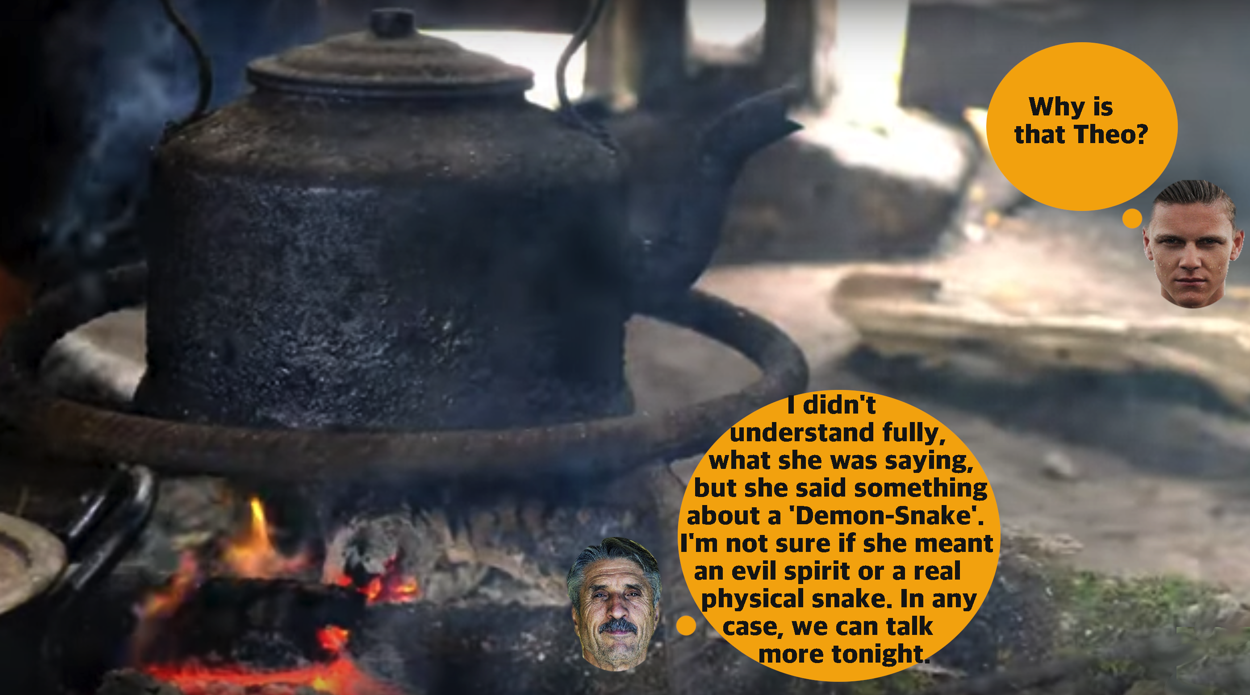 Why is
that Theo?
I didn't
understand fully,
what she was saying,
but she said something
about a 'Demon-Snake'.
I'm not sure if she meant
an evil spirit or a real
physical snake. In any
case, we can talk
more tonight.